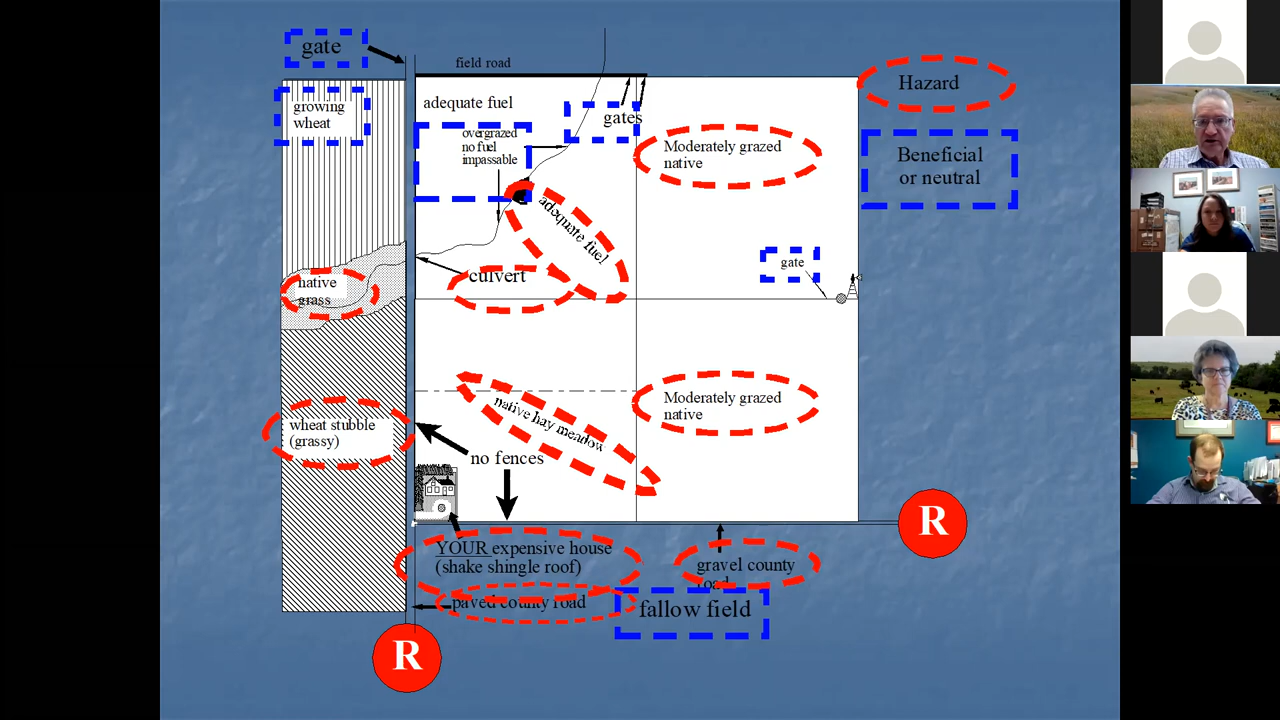 gate
field road
Hazard
growing
wheat
adequate fuel
gates
overgrazed
no fuel
impassable
Moderately grazed
native
Beneficial
or neutral
adequate fuel
gate
culvert
native
grass
Moderately grazed
native
native hay meadow
wheat stubble
(grassy)
no fences
R
YOUR expensive house
(shake shingle roof)
gravel county
road
paved county road
fallow field
R